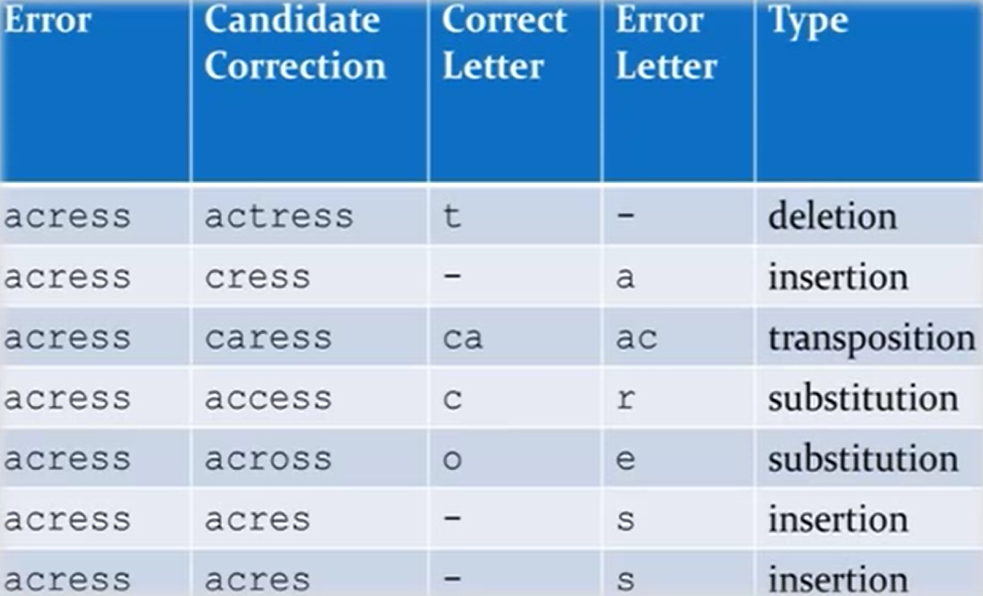 Error Candidate Correct Error Type
Correction Letter Letter
acress actress t - deletion
acress cress - a insertion
acress caress ca ac transposition
acress access c r substitution
acress across o e substitution
acress acres - s insertion
acress acres - s insertion